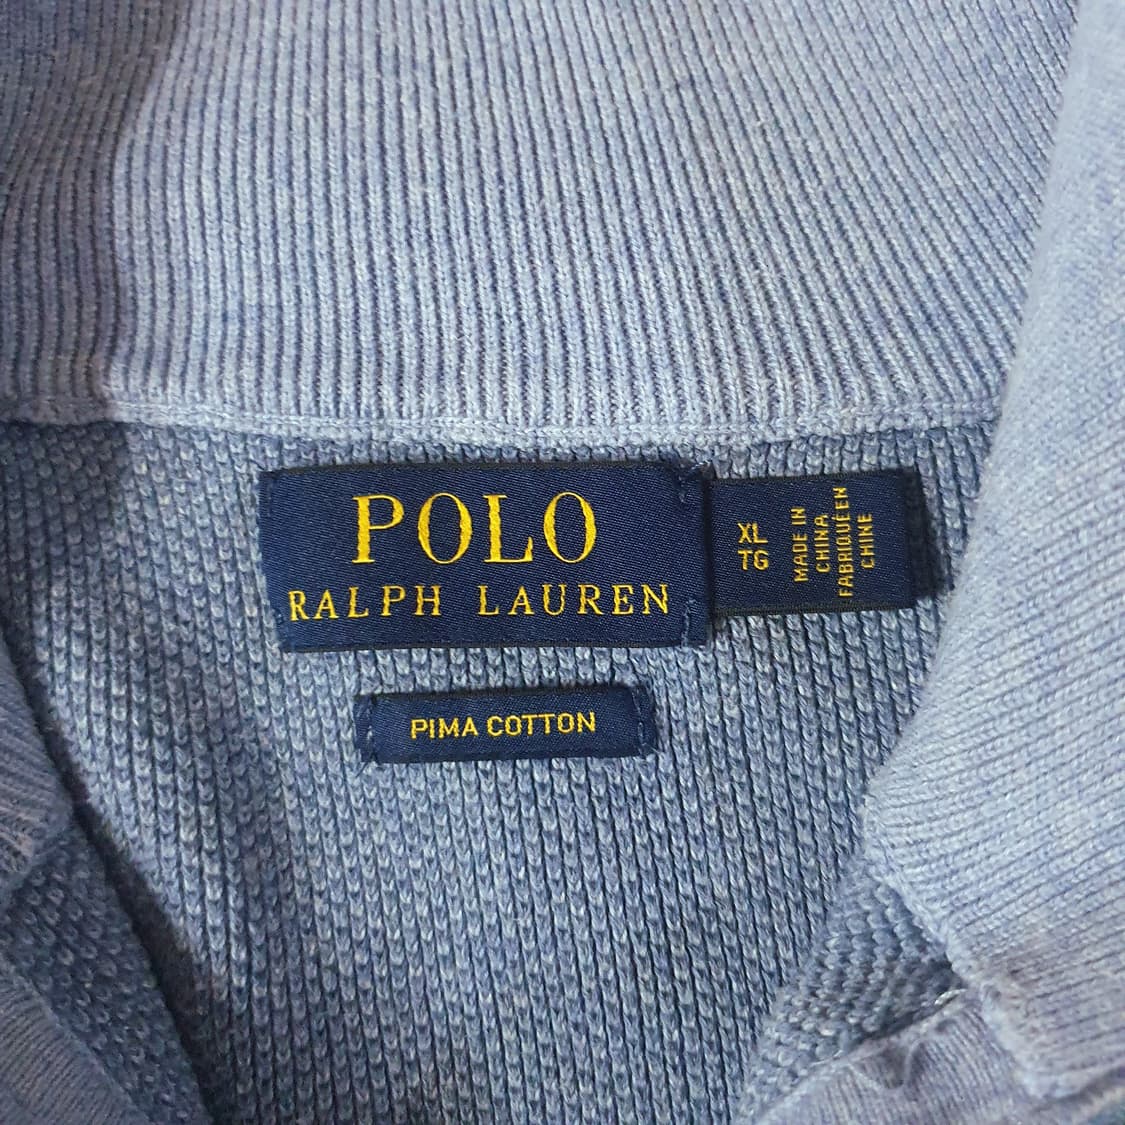 POLO
RALPH LAUREN
XL
TG
MADE IN
CHINA
FABRIQUÉ EN
CHINE
PIMA COTTON